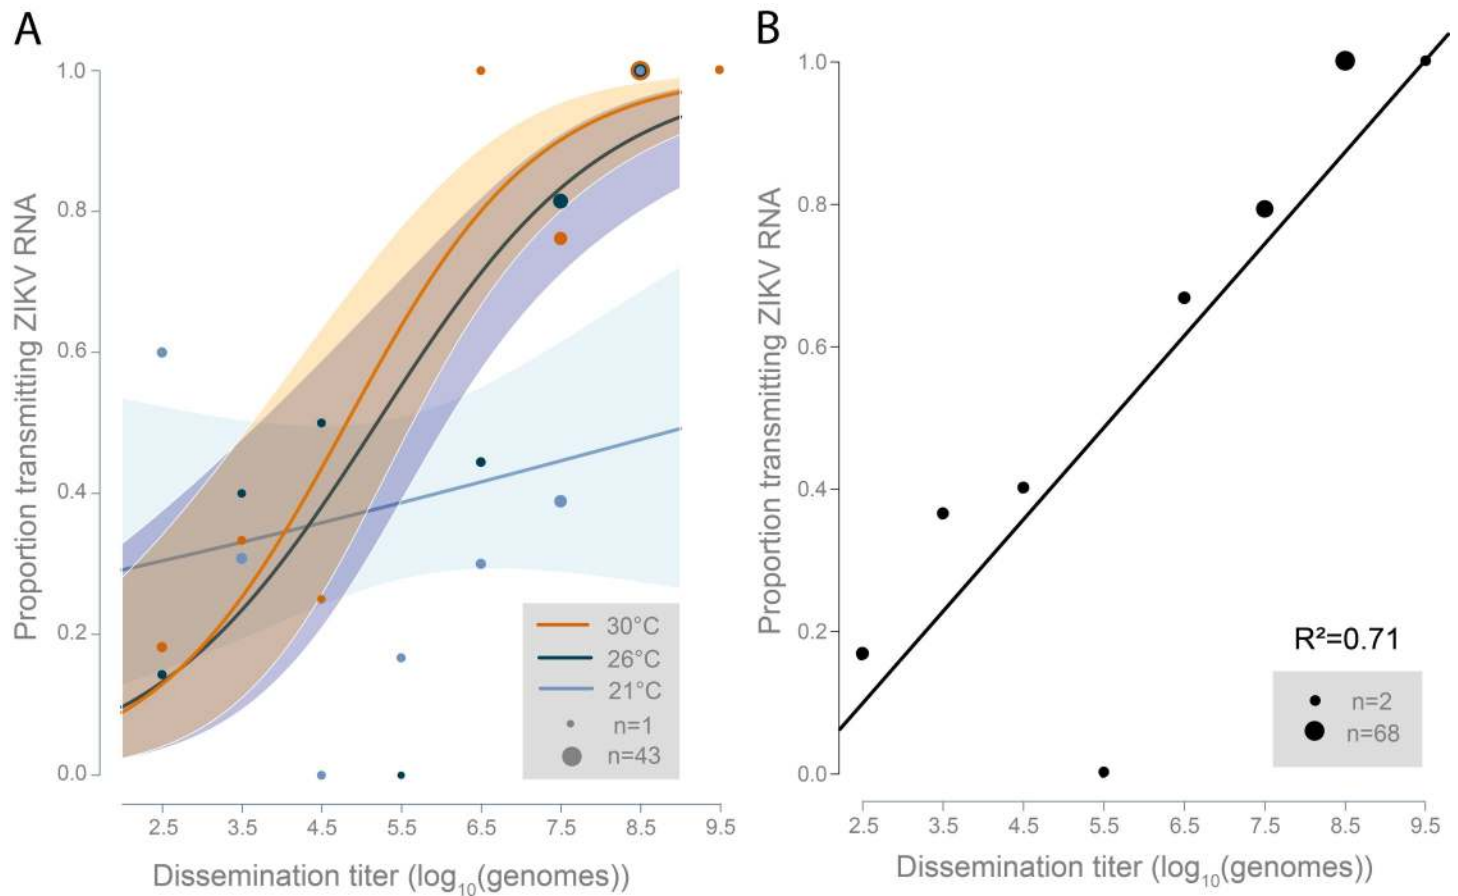 A
Proportion transmitting ZIKV RNA
1.0
0.8
0.6
0.4
0.2
0.0
2.5 3.5 4.5 5.5 6.5 7.5 8.5 9.5
Dissemination titer (log10(genomes))
30°C
26°C
21°C
n=1
n=43
B
Proportion transmitting ZIKV RNA
1.0
0.8
0.6
0.4
0.2
0.0
2.5 3.5 4.5 5.5 6.5 7.5 8.5 9.5
Dissemination titer (log10(genomes))
R²=0.71
n=2
n=68